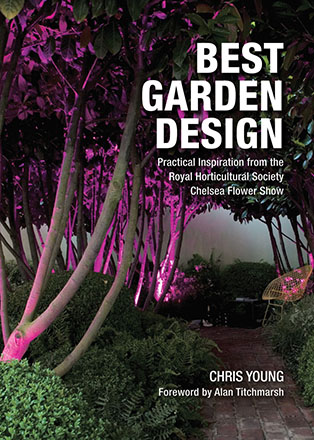 BEST
GARDEN
DESIGN
Practical Inspiration from the
Royal Horticultural Society
Chelsea Flower Show
CHRIS YOUNG
Foreword by Alan Titchmarsh